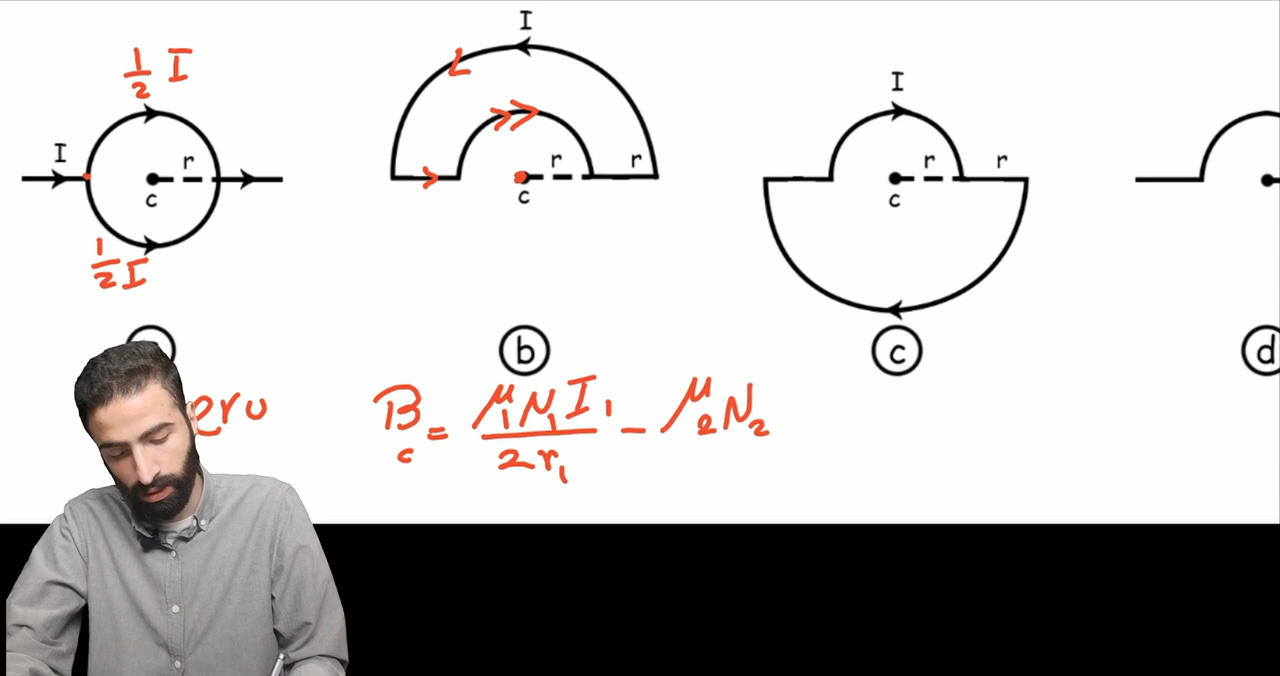 ½ I
I
r
c
½ I
I
r
r
c
b
B_c = μ₁N₁I₁ / 2r₁ − μ₂N₂
I
r
r
c
c
d